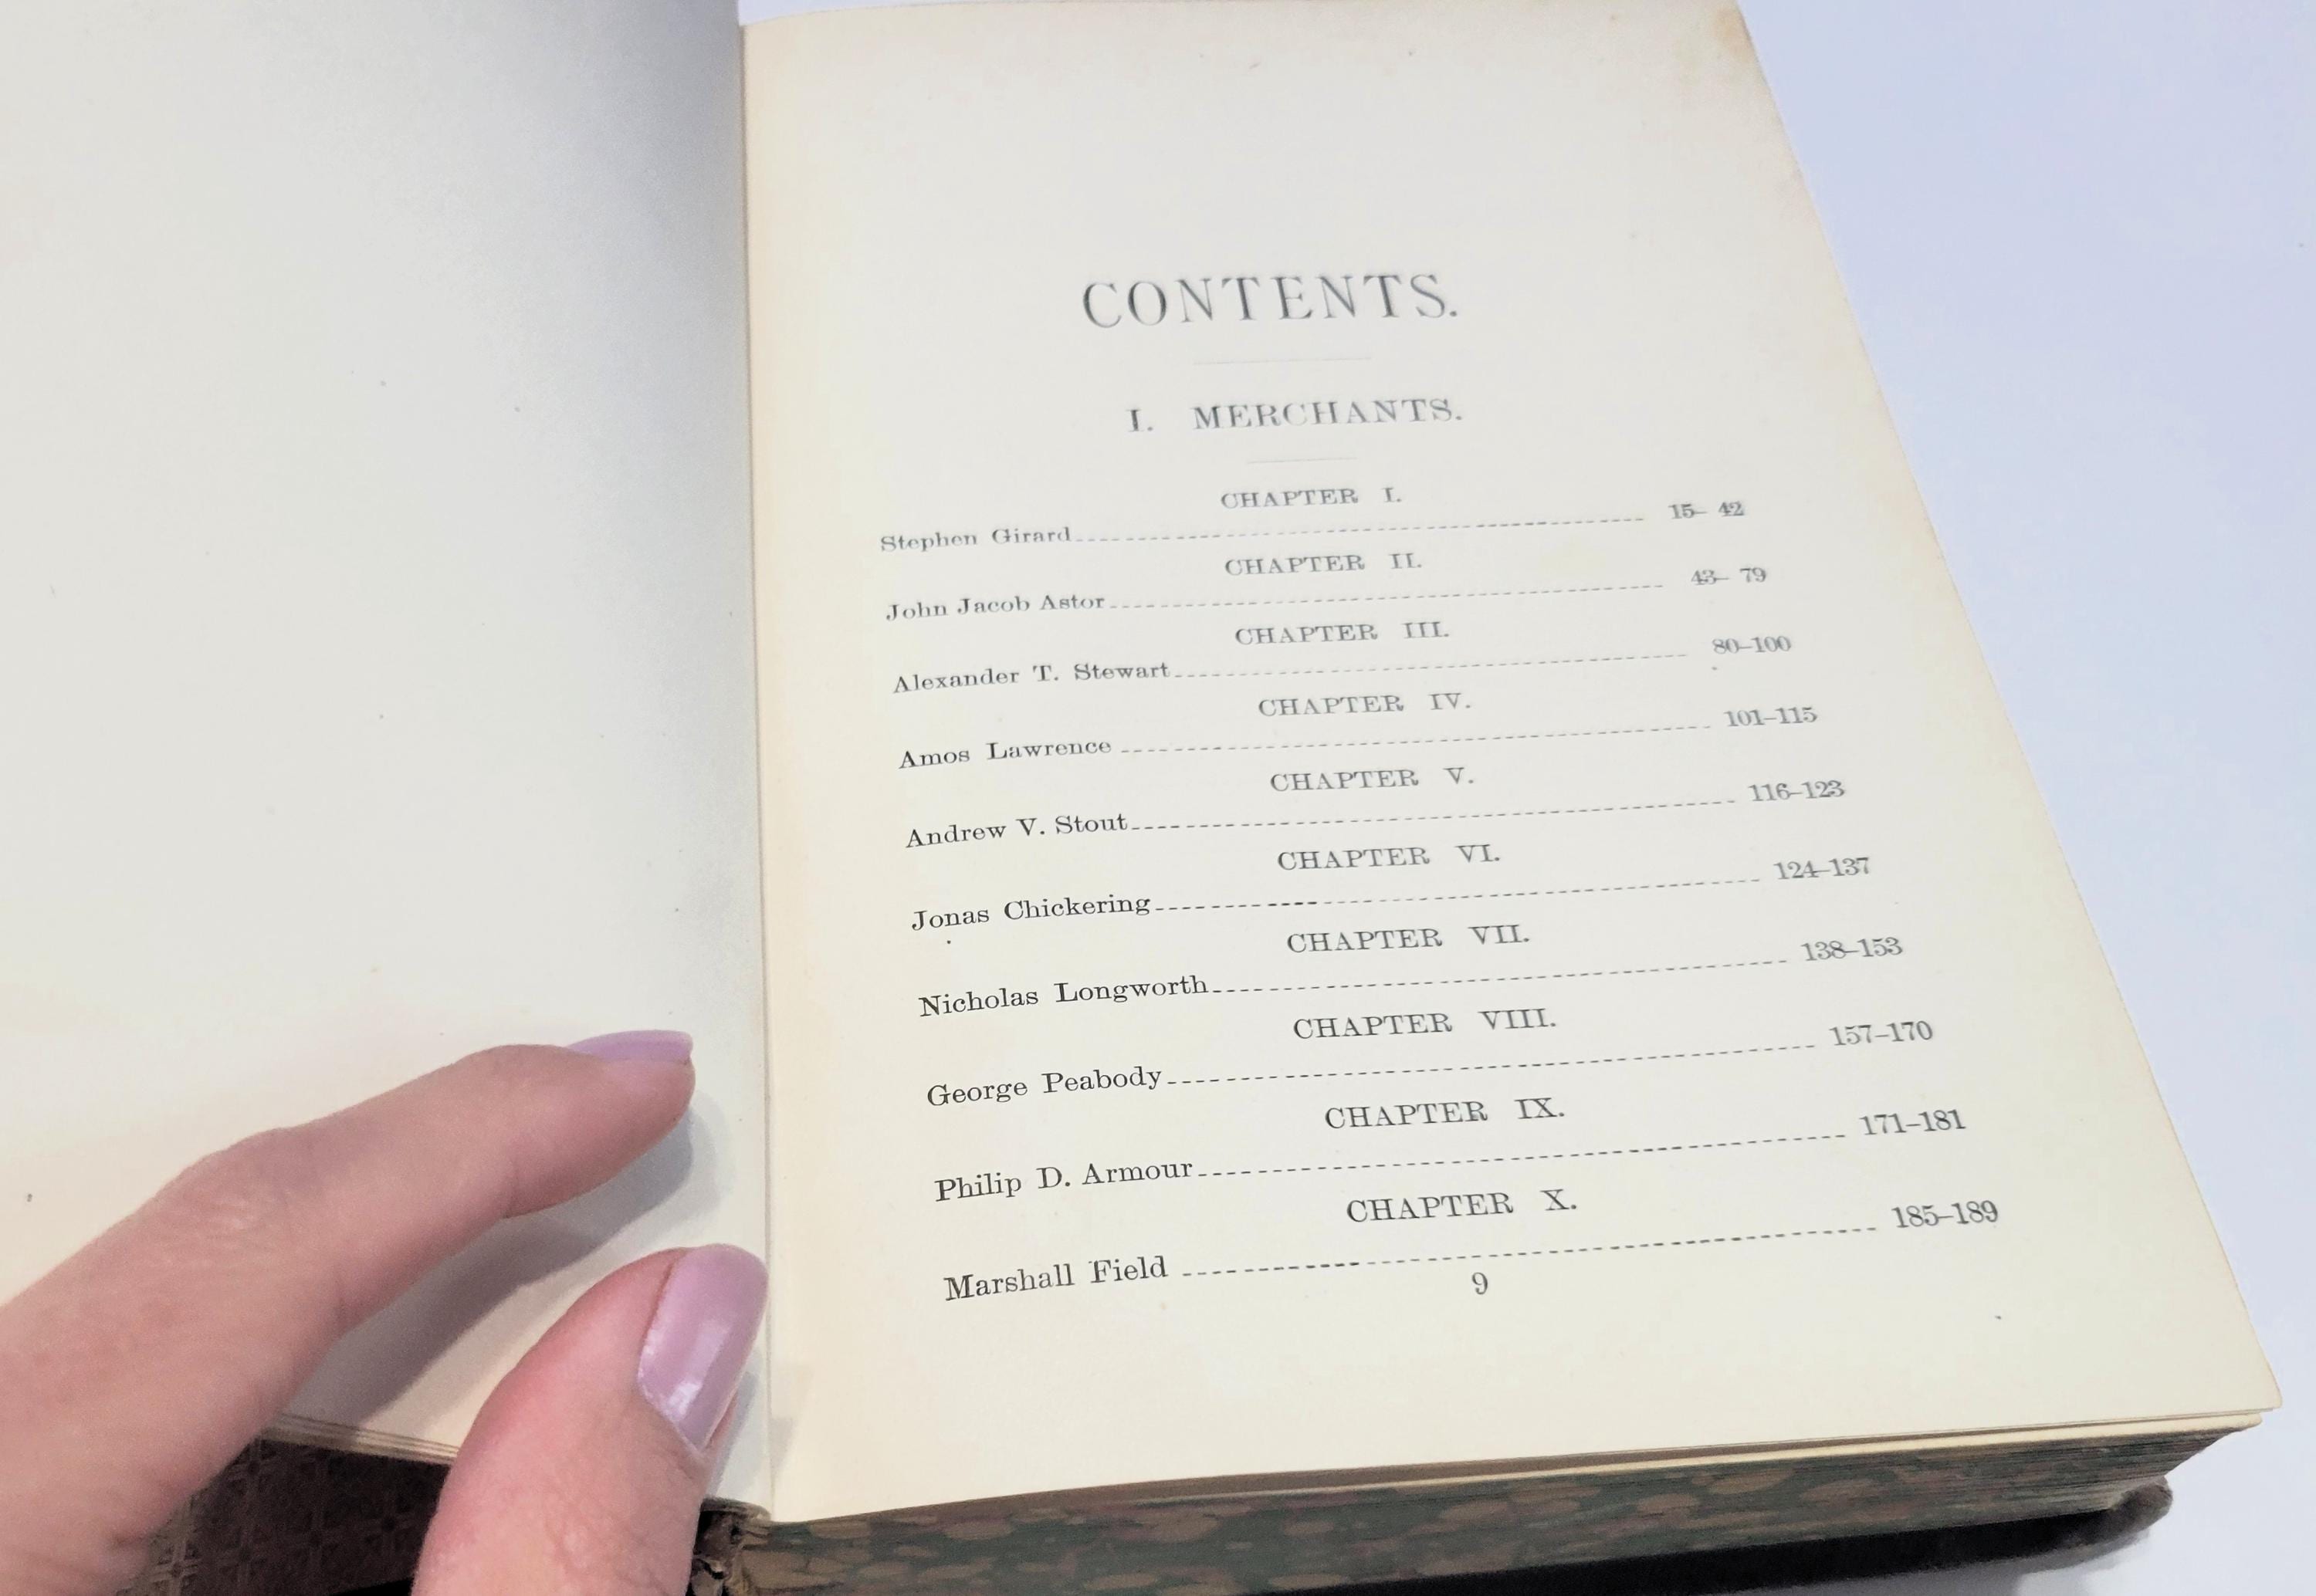 CONTENTS.
I. MERCHANTS.
CHAPTER I.
Stephen Girard 15– 42
CHAPTER II.
John Jacob Astor 43– 79
CHAPTER III.
Alexander T. Stewart 80–100
CHAPTER IV.
Amos Lawrence 101–115
CHAPTER V.
Andrew V. Stout 116–123
CHAPTER VI.
Jonas Chickering 124–137
CHAPTER VII.
Nicholas Longworth 138–153
CHAPTER VIII.
George Peabody 157–170
CHAPTER IX.
Philip D. Armour 171–181
CHAPTER X.
Marshall Field 185–189
9